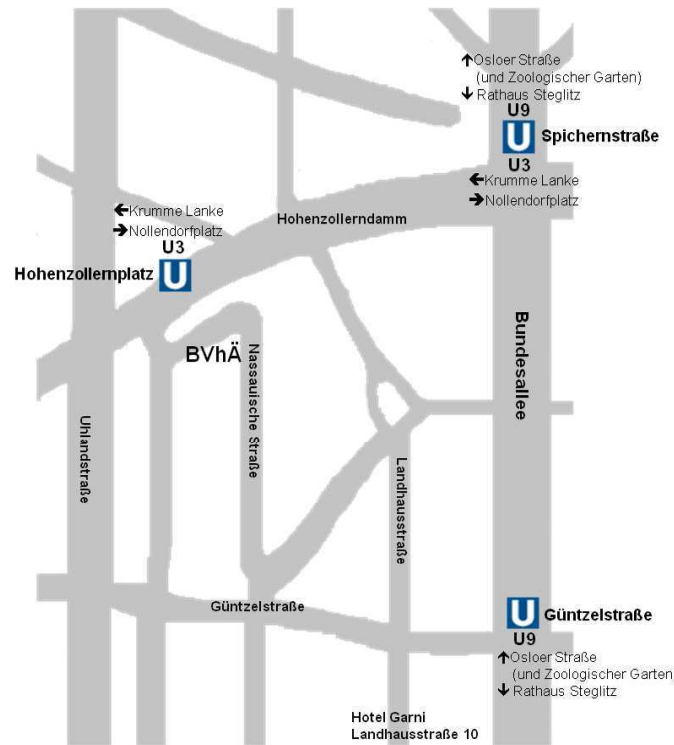 ↑Osloer Straße
(und Zoologischer Garten)
↓ Rathaus Steglitz
U9
U Spichernstraße
U3
←Krumme Lanke
→Nollendorfplatz
←Krumme Lanke
→Nollendorfplatz
U3
Hohenzollernplatz U
Hohenzollerndamm
BVhÄ
Nassauische Straße
Bundesallee
Uhlandstraße
Landhausstraße
Güntzelstraße
U Güntzelstraße
U9
↑Osloer Straße
(und Zoologischer Garten
↓ Rathaus Steglitz
Hotel Garni
Landhausstraße 10